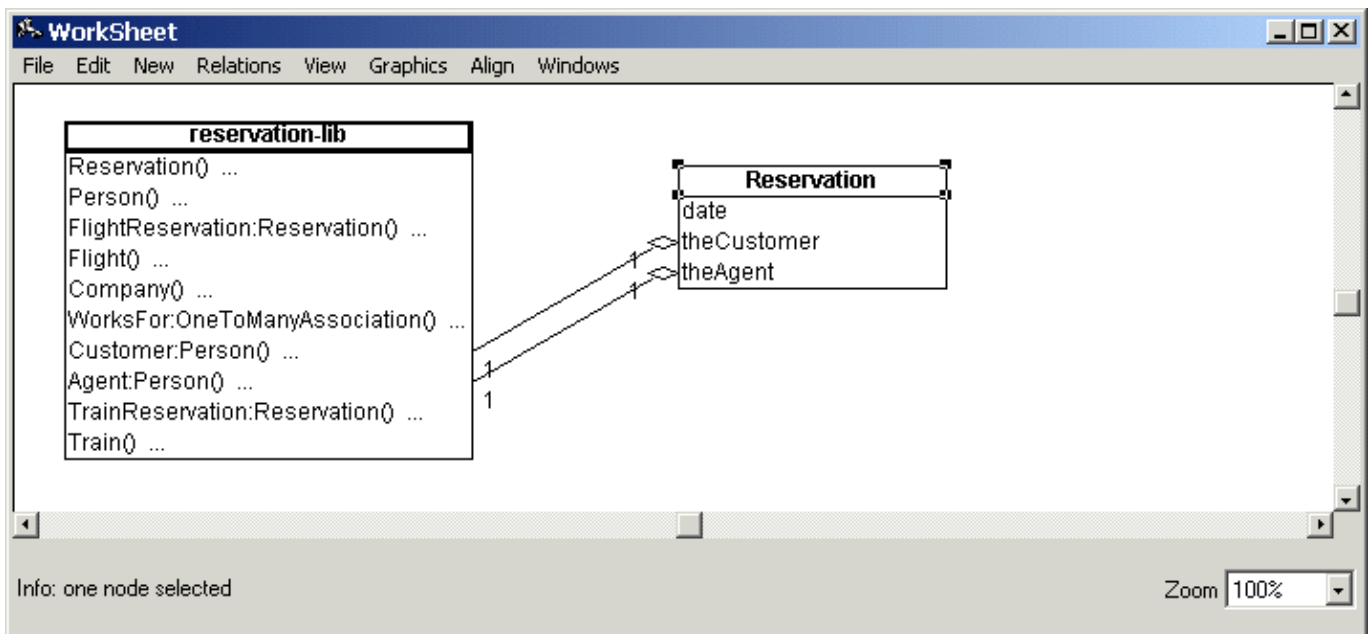 WorkSheet
File Edit New Relations View Graphics Align Windows
reservation-lib
Reservation() ...
Person() ...
FlightReservation:Reservation() ...
Flight() ...
Company() ...
WorksFor:OneToManyAssociation() ...
Customer:Person() ...
Agent:Person() ...
TrainReservation:Reservation() ...
Train() ...
1
1
1
1
Reservation
date
theCustomer
theAgent
Info: one node selected
Zoom 100%